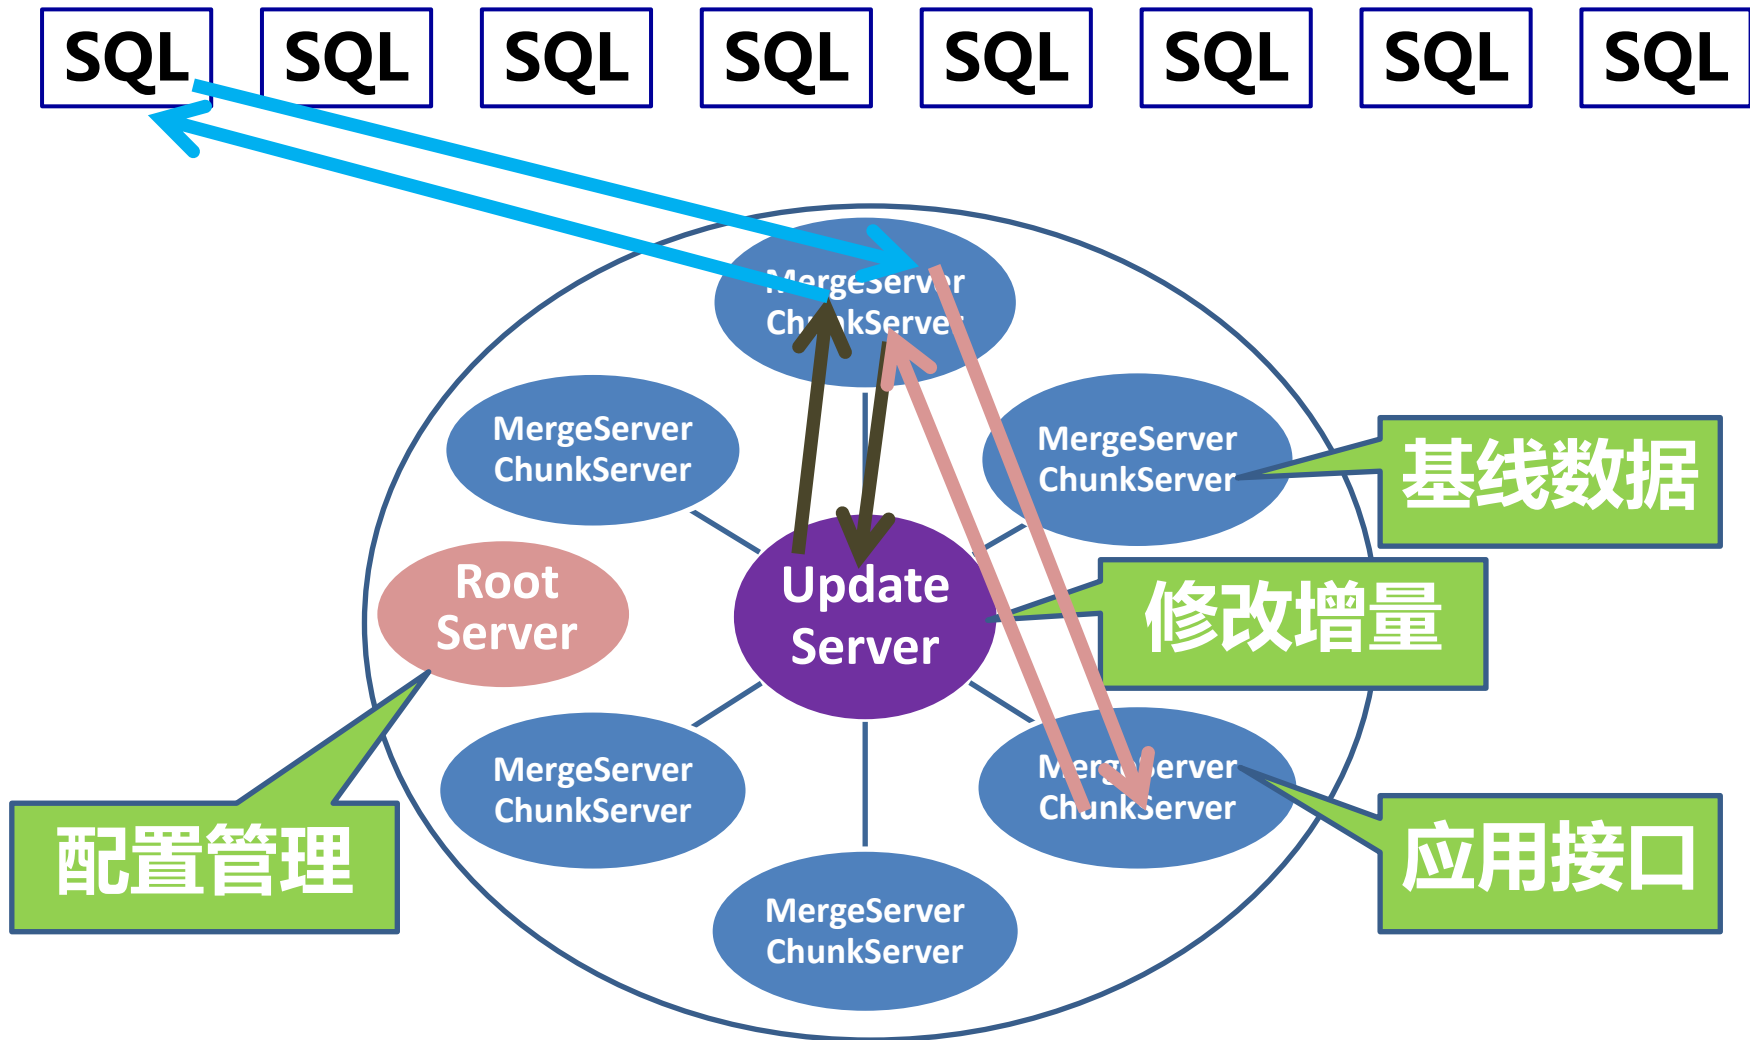 SQL SQL SQL SQL SQL SQL SQL SQL
MergeServer
ChunkServer
MergeServer
ChunkServer
MergeServer
ChunkServer
基线数据
Root
Server
Update
Server
修改增量
MergeServer
ChunkServer
MergeServer
ChunkServer
配置管理
应用接口
MergeServer
ChunkServer